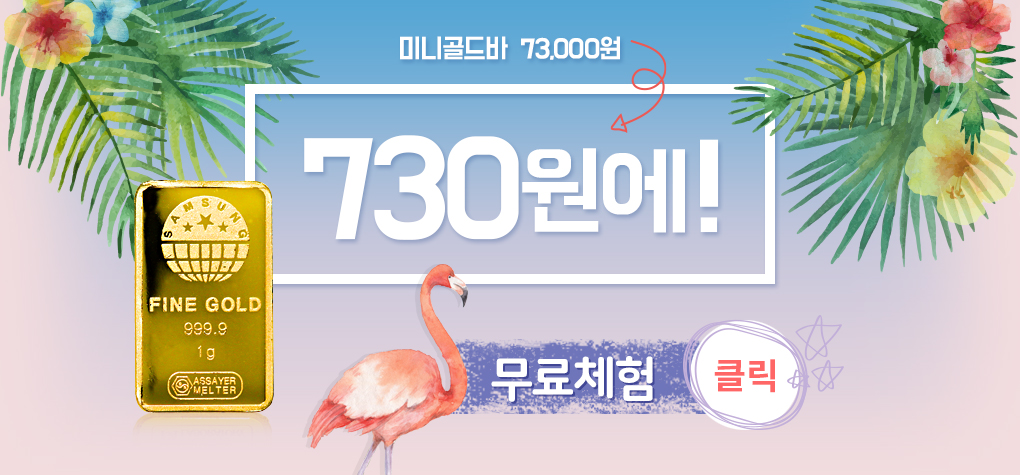 미니골드바 73,000원
730원에!
SAMSUNG
FINE GOLD
999.9
1g
ASSAYER
MELTER
무료체험
클릭